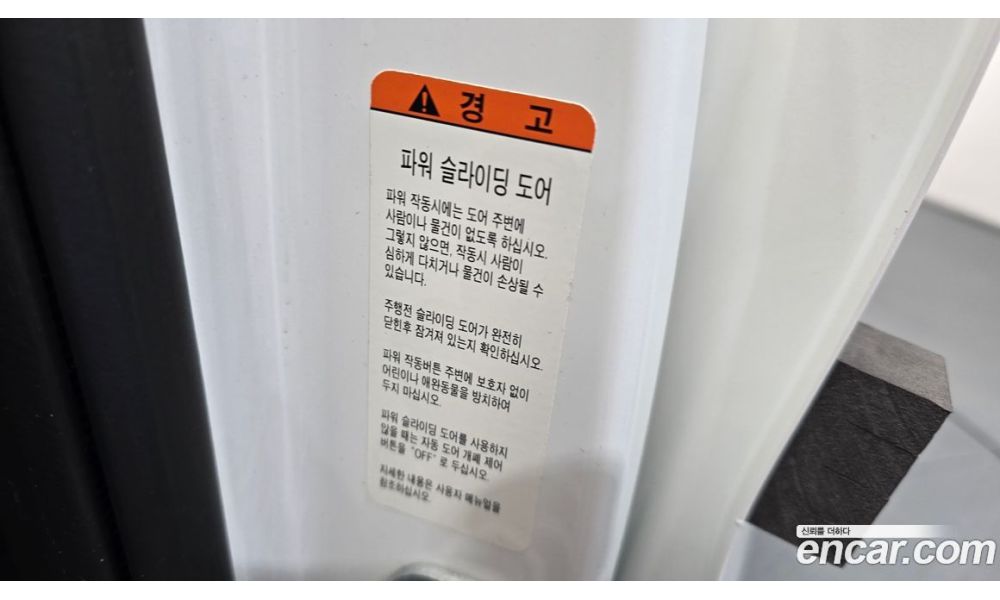 경 고
파워 슬라이딩 도어
파워 작동시에는 도어 주변에
사람이나 물건이 없도록 하십시오.
그렇지 않으면, 작동시 사람이
심하게 다치거나 물건이 손상될 수
있습니다.
주행전 슬라이딩 도어가 완전히
닫힌후 잠겨져 있는지 확인하십시오.
파워 작동버튼 주변에 보호자 없이
어린이나 애완동물을 방치하여
두지 마십시오.
파워 슬라이딩 도어를 사용하지
않을 때는 자동 도어 개폐 제어
버튼을 "OFF" 로 두십시오.
자세한 내용은 사용자 매뉴얼을
참조하십시오.
신뢰를 더하다
encar.com